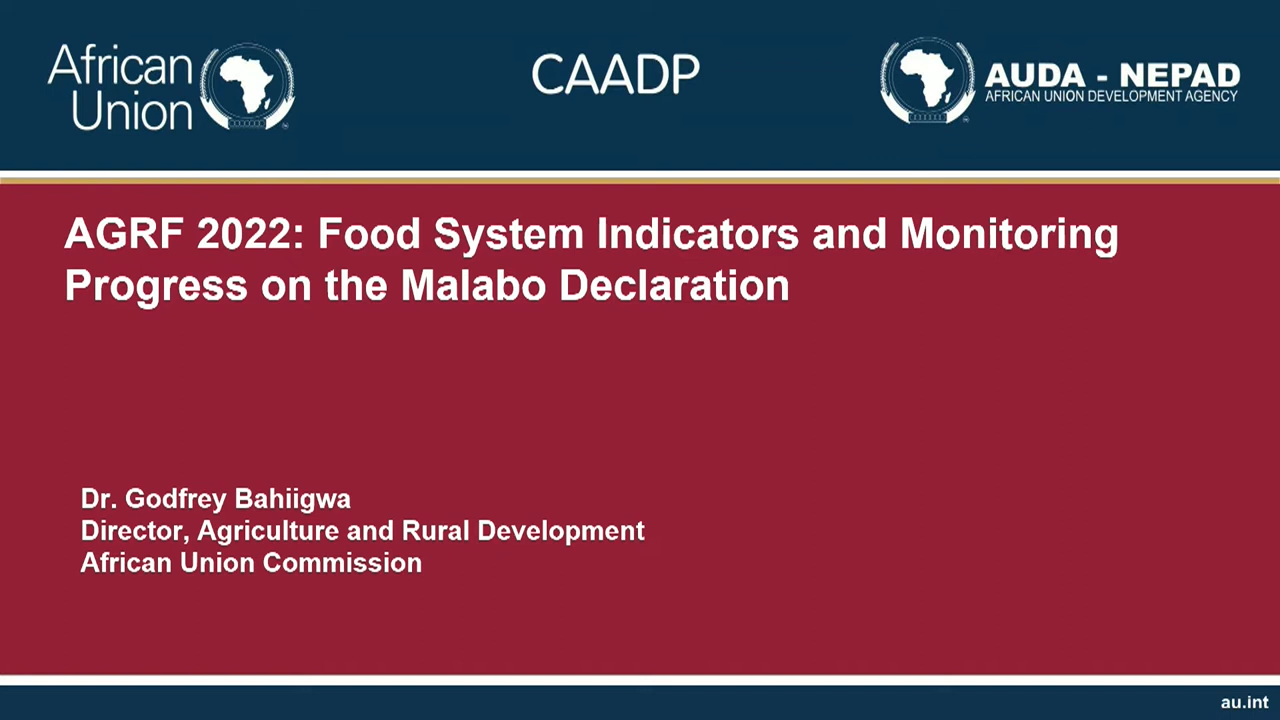 African
Union
CAADP
AUDA - NEPAD
AFRICAN UNION DEVELOPMENT AGENCY
AGRF 2022: Food System Indicators and Monitoring
Progress on the Malabo Declaration
Dr. Godfrey Bahiigwa
Director, Agriculture and Rural Development
African Union Commission
au.int